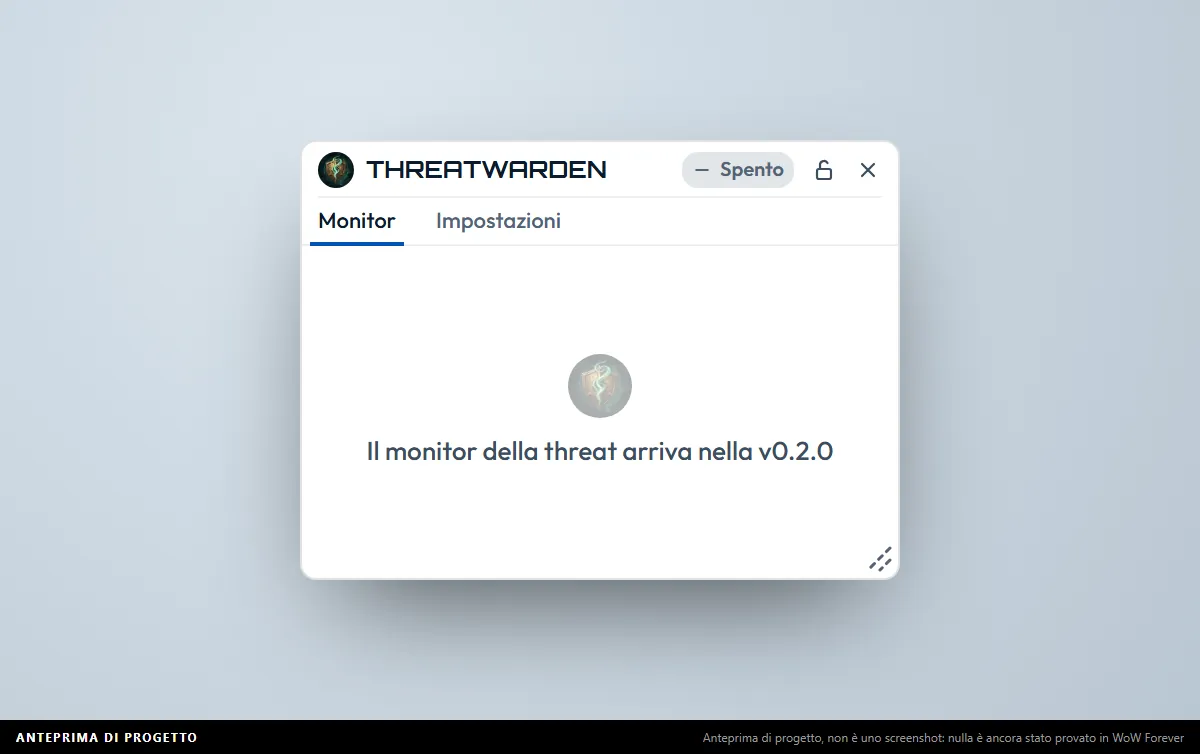 THREATWARDEN
Spento
Monitor
Impostazioni
Il monitor della threat arriva nella v0.2.0
ANTEPRIMA DI PROGETTO
Anteprima di progetto, non è uno screenshot: nulla è ancora stato provato in WoW Forever